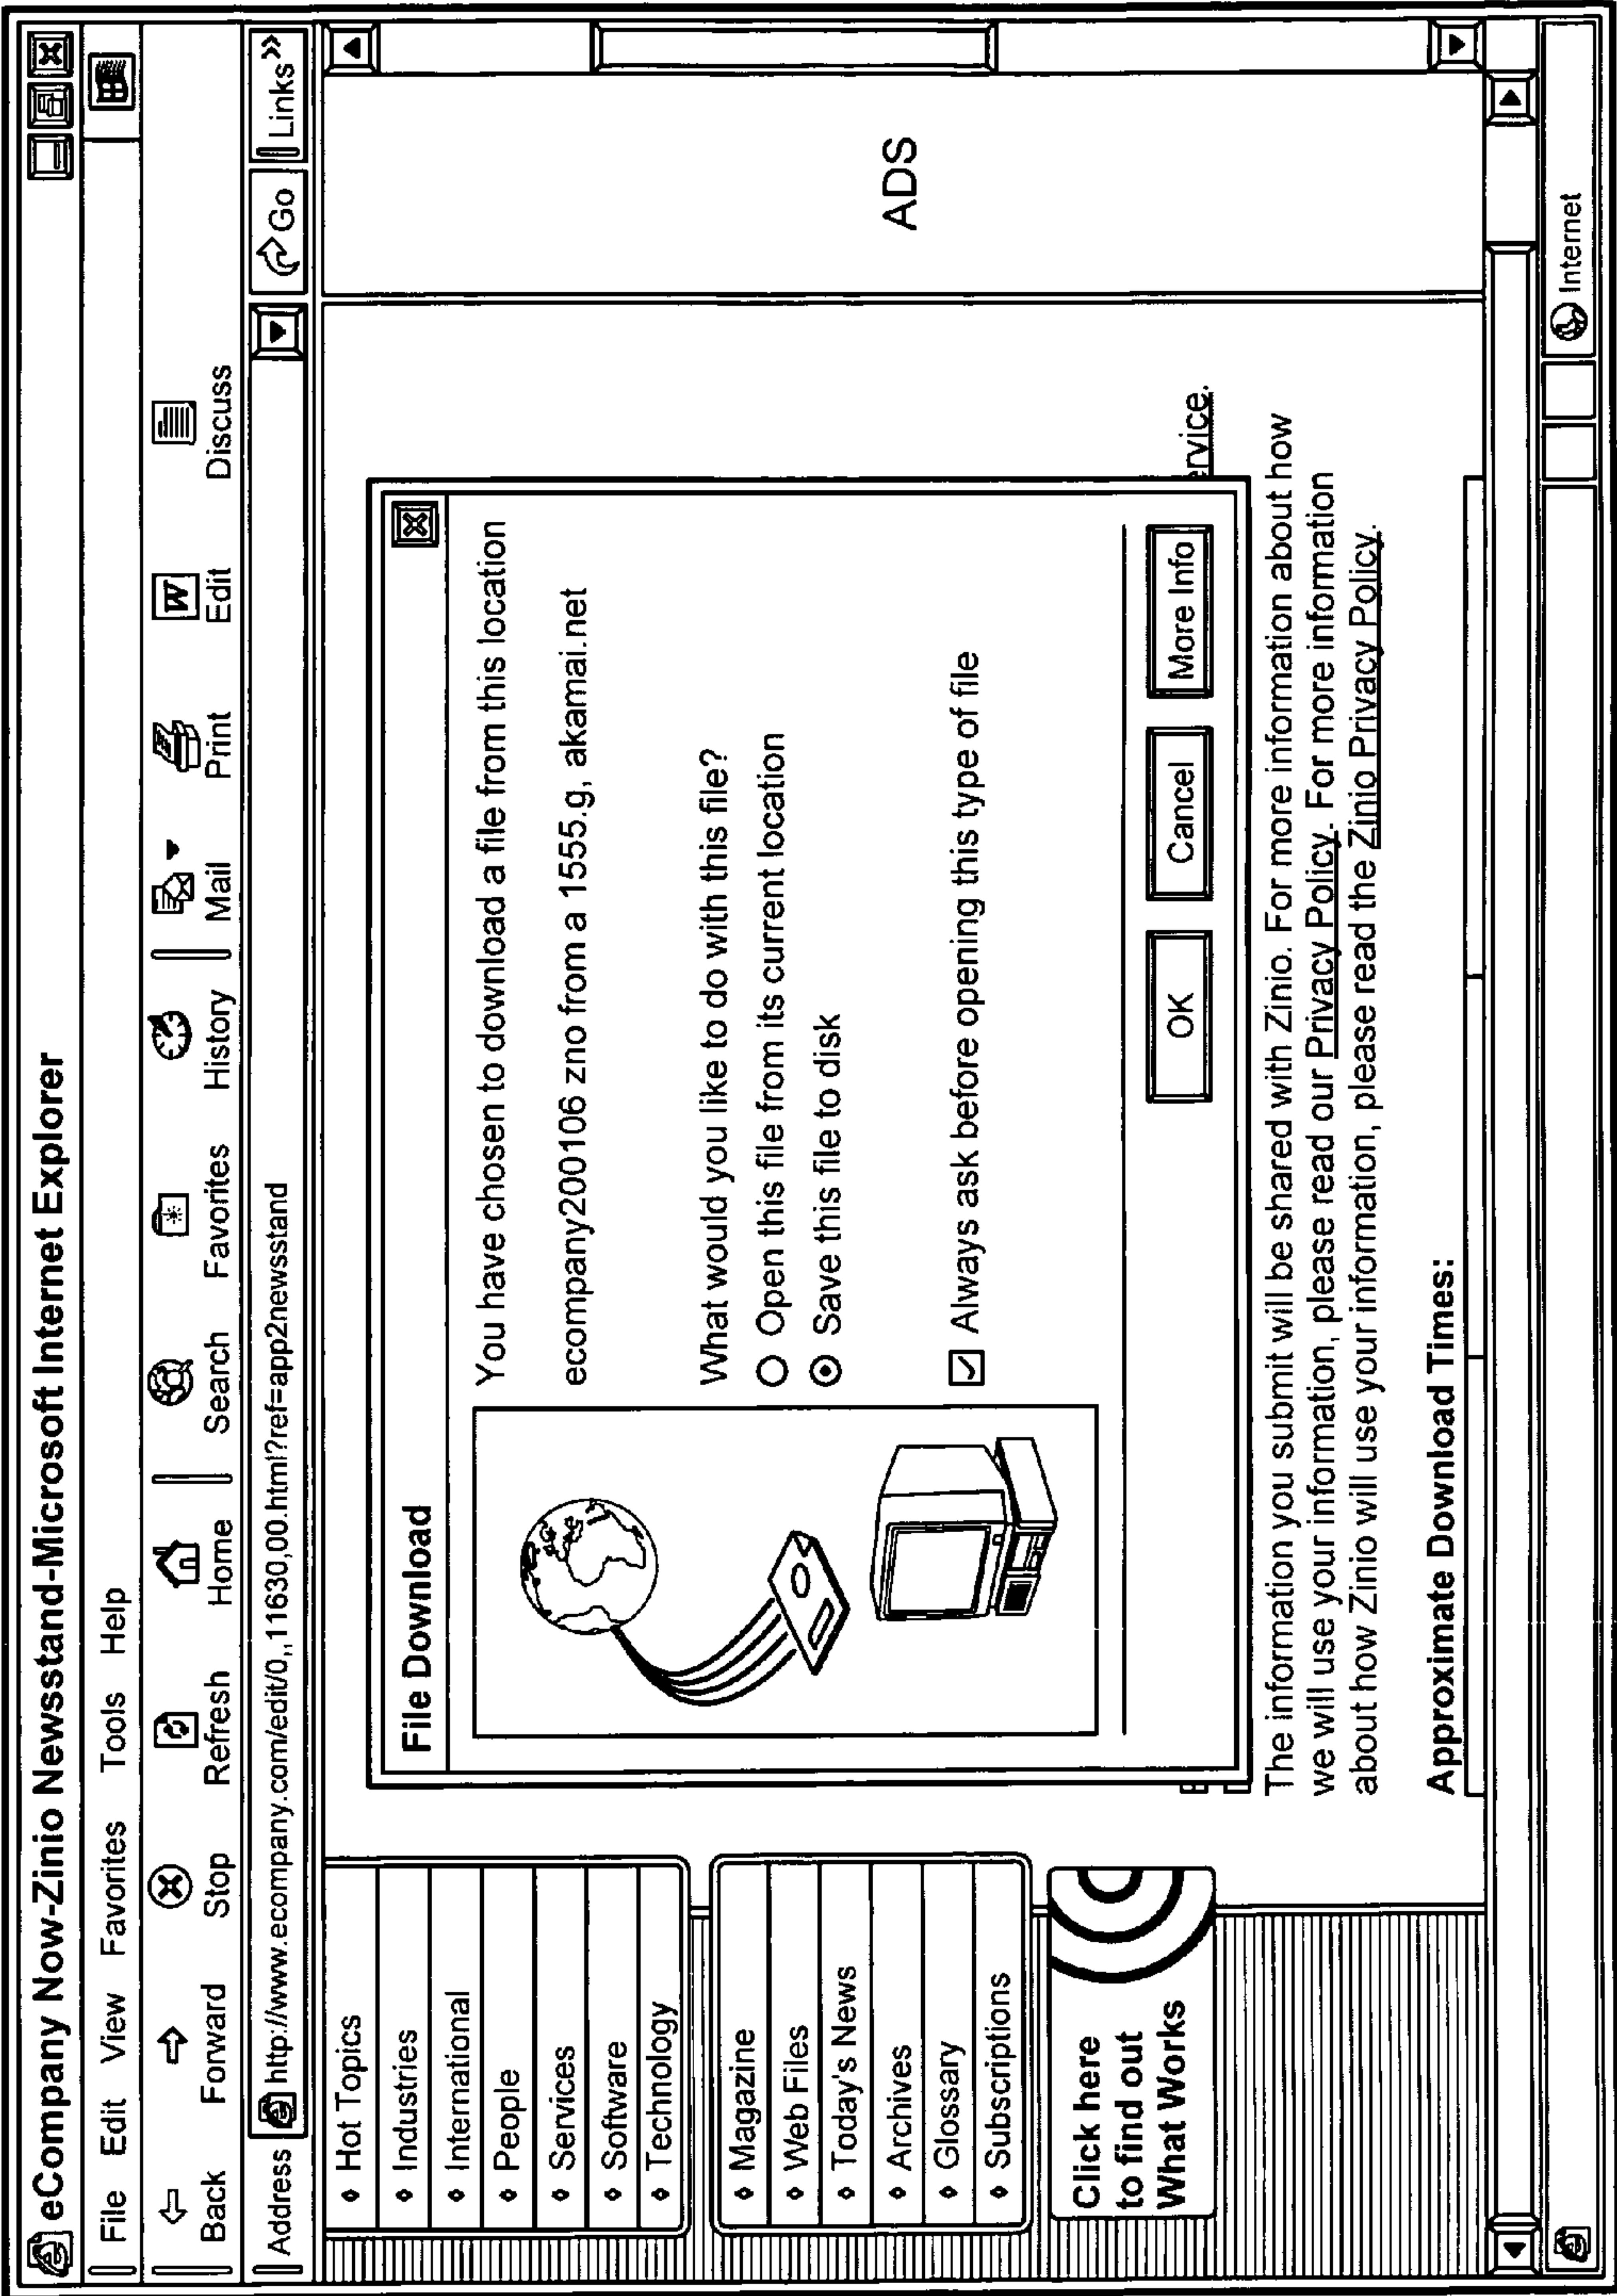 eCompany Now-Zinio Newsstand-Microsoft Internet Explorer
File Edit View Favorites Tools Help
Back Forward Stop Refresh Home Search Favorites History Mail Print Edit Discuss
Address http://www.ecompany.com/edit/0,,11630,00.html?ref=app2newsstand Go Links >>
Hot Topics
Industries
International
People
Services
Software
Technology
Magazine
Web Files
Today's News
Archives
Glossary
Subscriptions
Click here
to find out
What Works
File Download
You have chosen to download a file from this location
ecompany200106 zno from a 1555.g, akamai.net
What would you like to do with this file?
Open this file from its current location
Save this file to disk
Always ask before opening this type of file
OK Cancel More Info
ervice.
The information you submit will be shared with Zinio. For more information about how
we will use your information, please read our Privacy Policy. For more information
about how Zinio will use your information, please read the Zinio Privacy Policy.
Approximate Download Times:
ADS
Internet